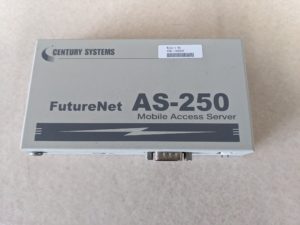 CENTURY SYSTEMS
FutureNet AS-250
Mobile Access Server